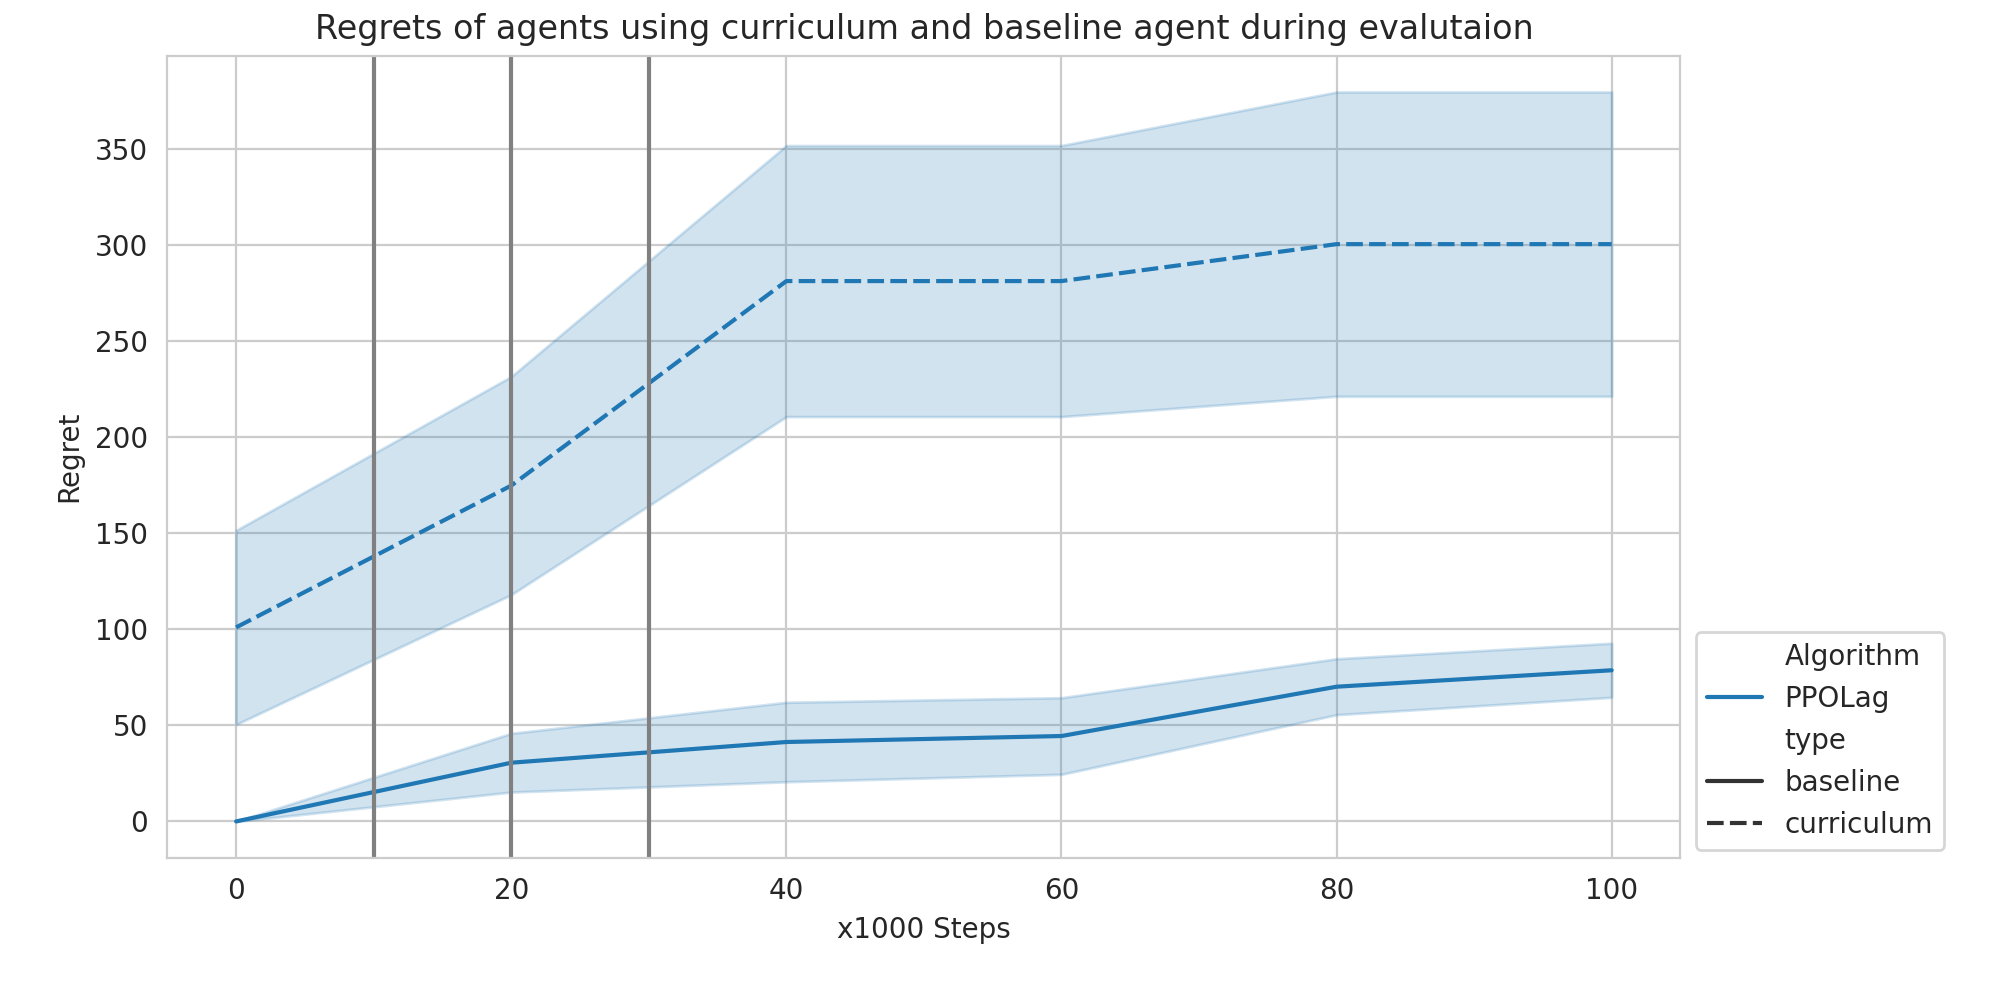 Regrets of agents using curriculum and baseline agent during evalutaion
350
300
250
200
150
100
50
0
Regret
0 20 40 60 80 100
x1000 Steps
Algorithm
PPOLag
type
baseline
curriculum